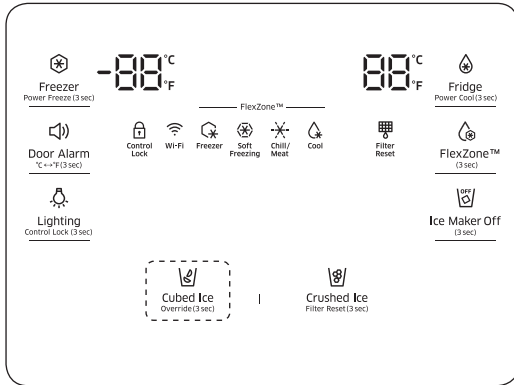 -88°C °F
88°C °F
Freezer
Power Freeze (3 sec)
Fridge
Power Cool (3 sec)
FlexZone™
Door Alarm
°C ↔ °F (3 sec)
Control
Lock
Wi-Fi
Freezer
Soft
Freezing
Chill/
Meat
Cool
Filter
Reset
FlexZone™
(3 sec)
Lighting
Control Lock (3 sec)
OFF
Ice Maker Off
(3 sec)
Cubed Ice
Override (3 sec)
Crushed Ice
Filter Reset (3 sec)